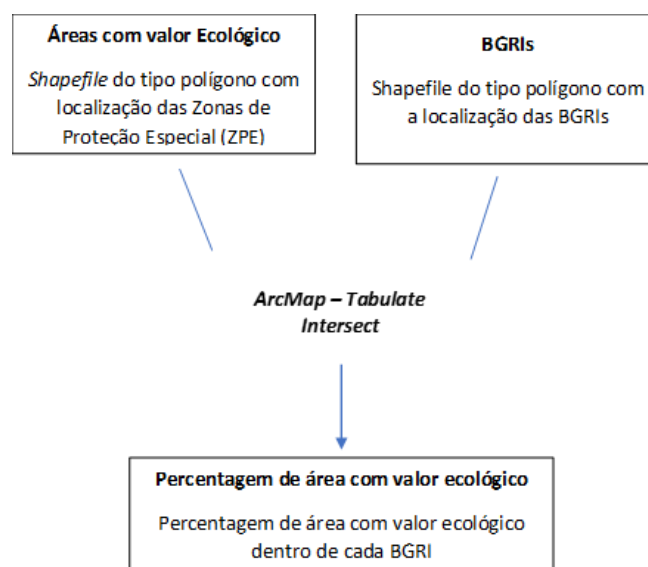 Áreas com valor Ecológico
Shapefile do tipo polígono com
localização das Zonas de
Proteção Especial (ZPE)
BGRIs
Shapefile do tipo polígono com
a localização das BGRIs
ArcMap – Tabulate
Intersect
Percentagem de área com valor ecológico
Percentagem de área com valor ecológico
dentro de cada BGRI